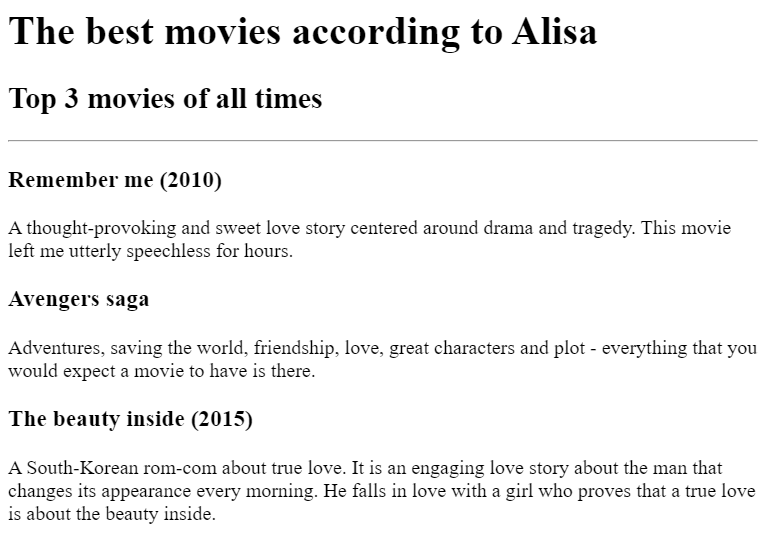 The best movies according to Alisa
Top 3 movies of all times
Remember me (2010)
A thought-provoking and sweet love story centered around drama and tragedy. This movie
left me utterly speechless for hours.
Avengers saga
Adventures, saving the world, friendship, love, great characters and plot - everything that you
would expect a movie to have is there.
The beauty inside (2015)
A South-Korean rom-com about true love. It is an engaging love story about the man that
changes its appearance every morning. He falls in love with a girl who proves that a true love
is about the beauty inside.